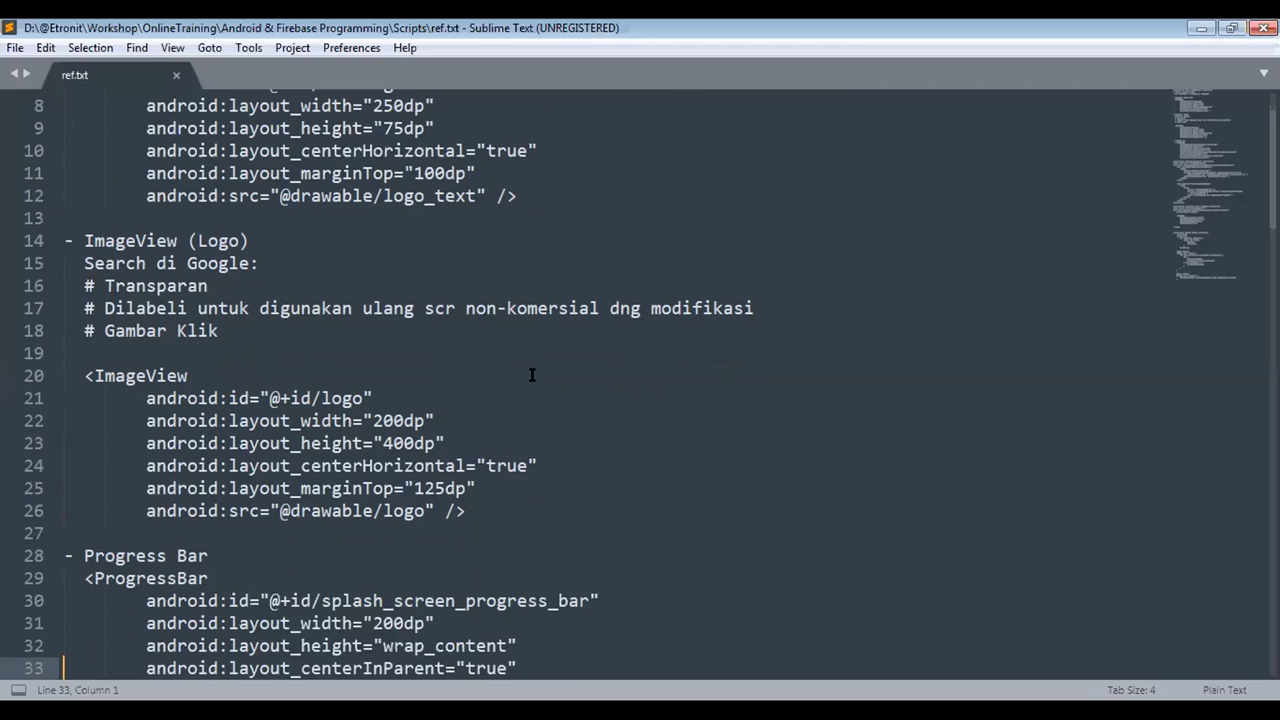 D:\@Etronit\Workshop\OnlineTraining\Android & Firebase Programming\Scripts\ref.txt - Sublime Text (UNREGISTERED)
File Edit Selection Find View Goto Tools Project Preferences Help
ref.txt
8 android:layout_width="250dp"
9 android:layout_height="75dp"
10 android:layout_centerHorizontal="true"
11 android:layout_marginTop="100dp"
12 android:src="@drawable/logo_text" />
13
14 - ImageView (Logo)
15 Search di Google:
16 # Transparan
17 # Dilabeli untuk digunakan ulang scr non-komersial dng modifikasi
18 # Gambar Klik
19
20 <ImageView
21 android:id="@+id/logo"
22 android:layout_width="200dp"
23 android:layout_height="400dp"
24 android:layout_centerHorizontal="true"
25 android:layout_marginTop="125dp"
26 android:src="@drawable/logo" />
27
28 - Progress Bar
29 <ProgressBar
30 android:id="@+id/splash_screen_progress_bar"
31 android:layout_width="200dp"
32 android:layout_height="wrap_content"
33 android:layout_centerInParent="true"
Line 33, Column 1
Tab Size: 4
Plain Text